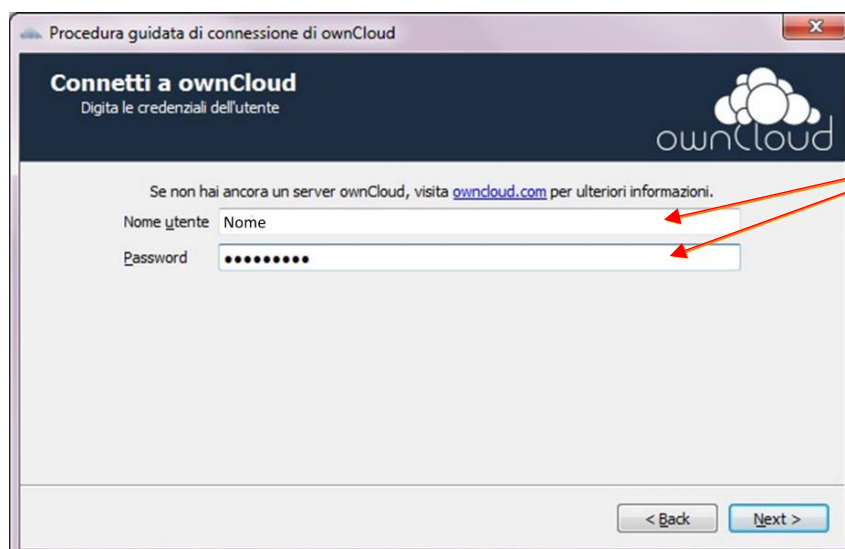 Procedura guidata di connessione di ownCloud
Connetti a ownCloud
Digita le credenziali dell'utente
ownCloud
Se non hai ancora un server ownCloud, visita owncloud.com per ulteriori informazioni.
Nome utente Nome
Password •••••••••
< Back Next >